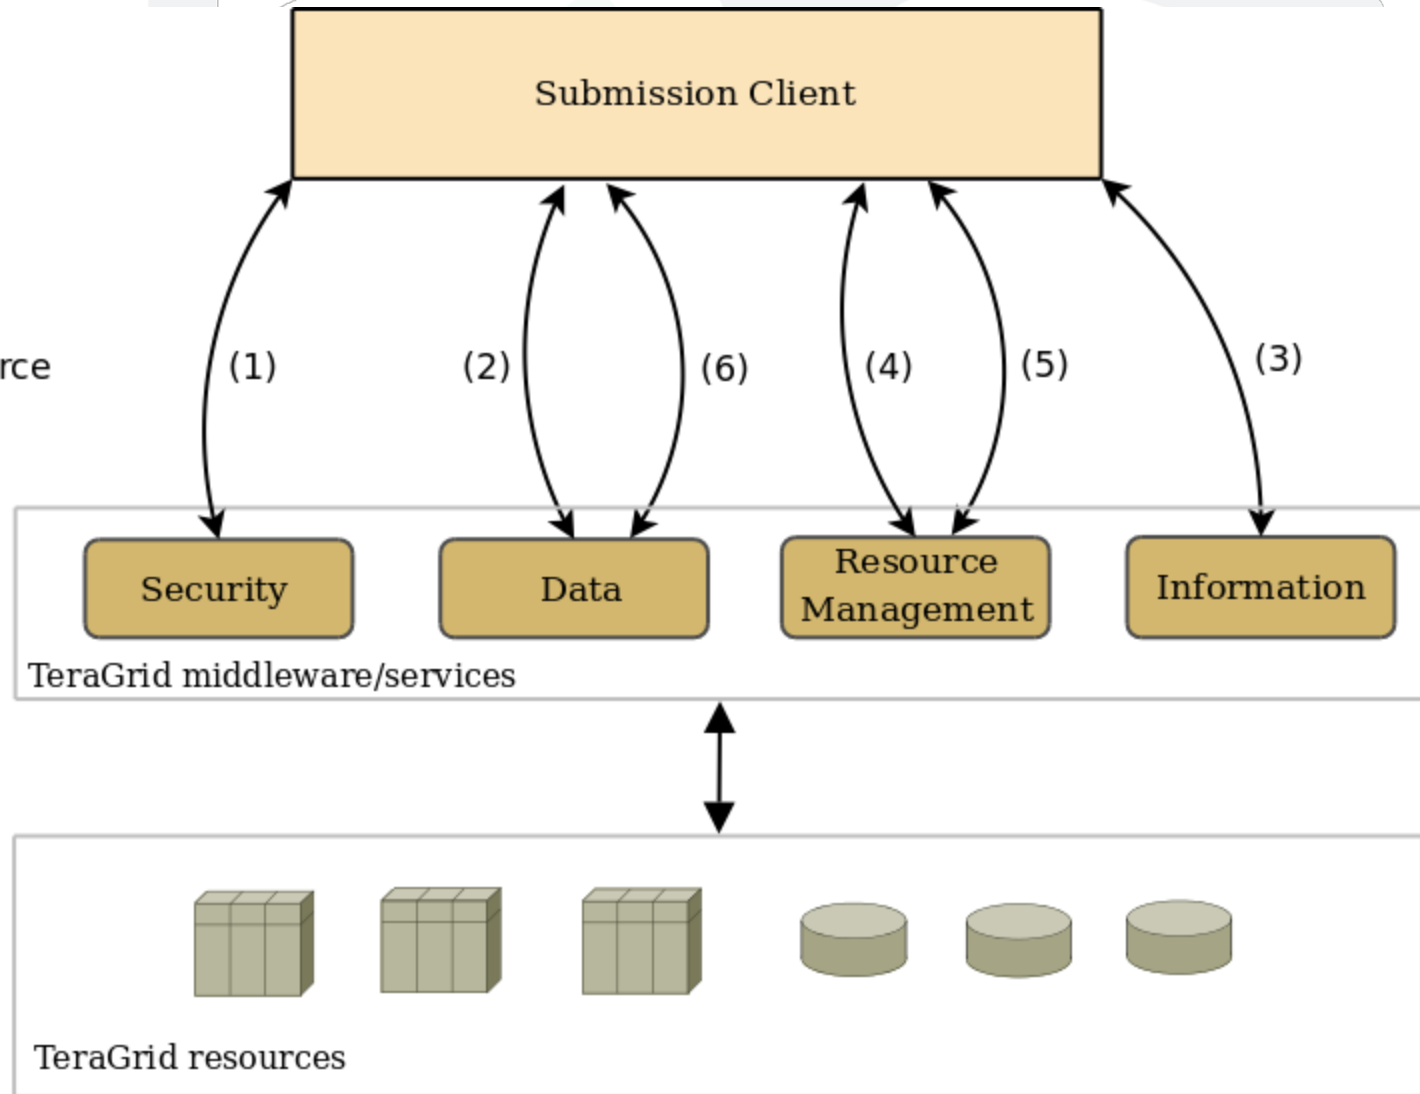 Submission Client
rce
(1)
(2)
(6)
(4)
(5)
(3)
Security
Data
Resource
Management
Information
TeraGrid middleware/services
TeraGrid resources